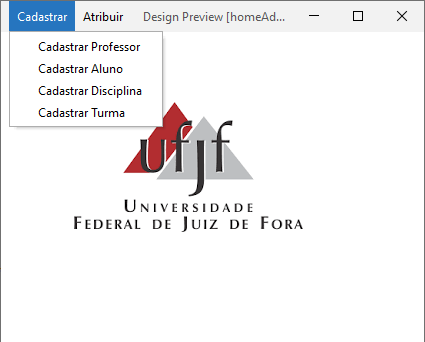 Cadastrar Atribuir Design Preview [homeAd...
Cadastrar Professor
Cadastrar Aluno
Cadastrar Disciplina
Cadastrar Turma
ufjf
UNIVERSIDADE
FEDERAL DE JUIZ DE FORA